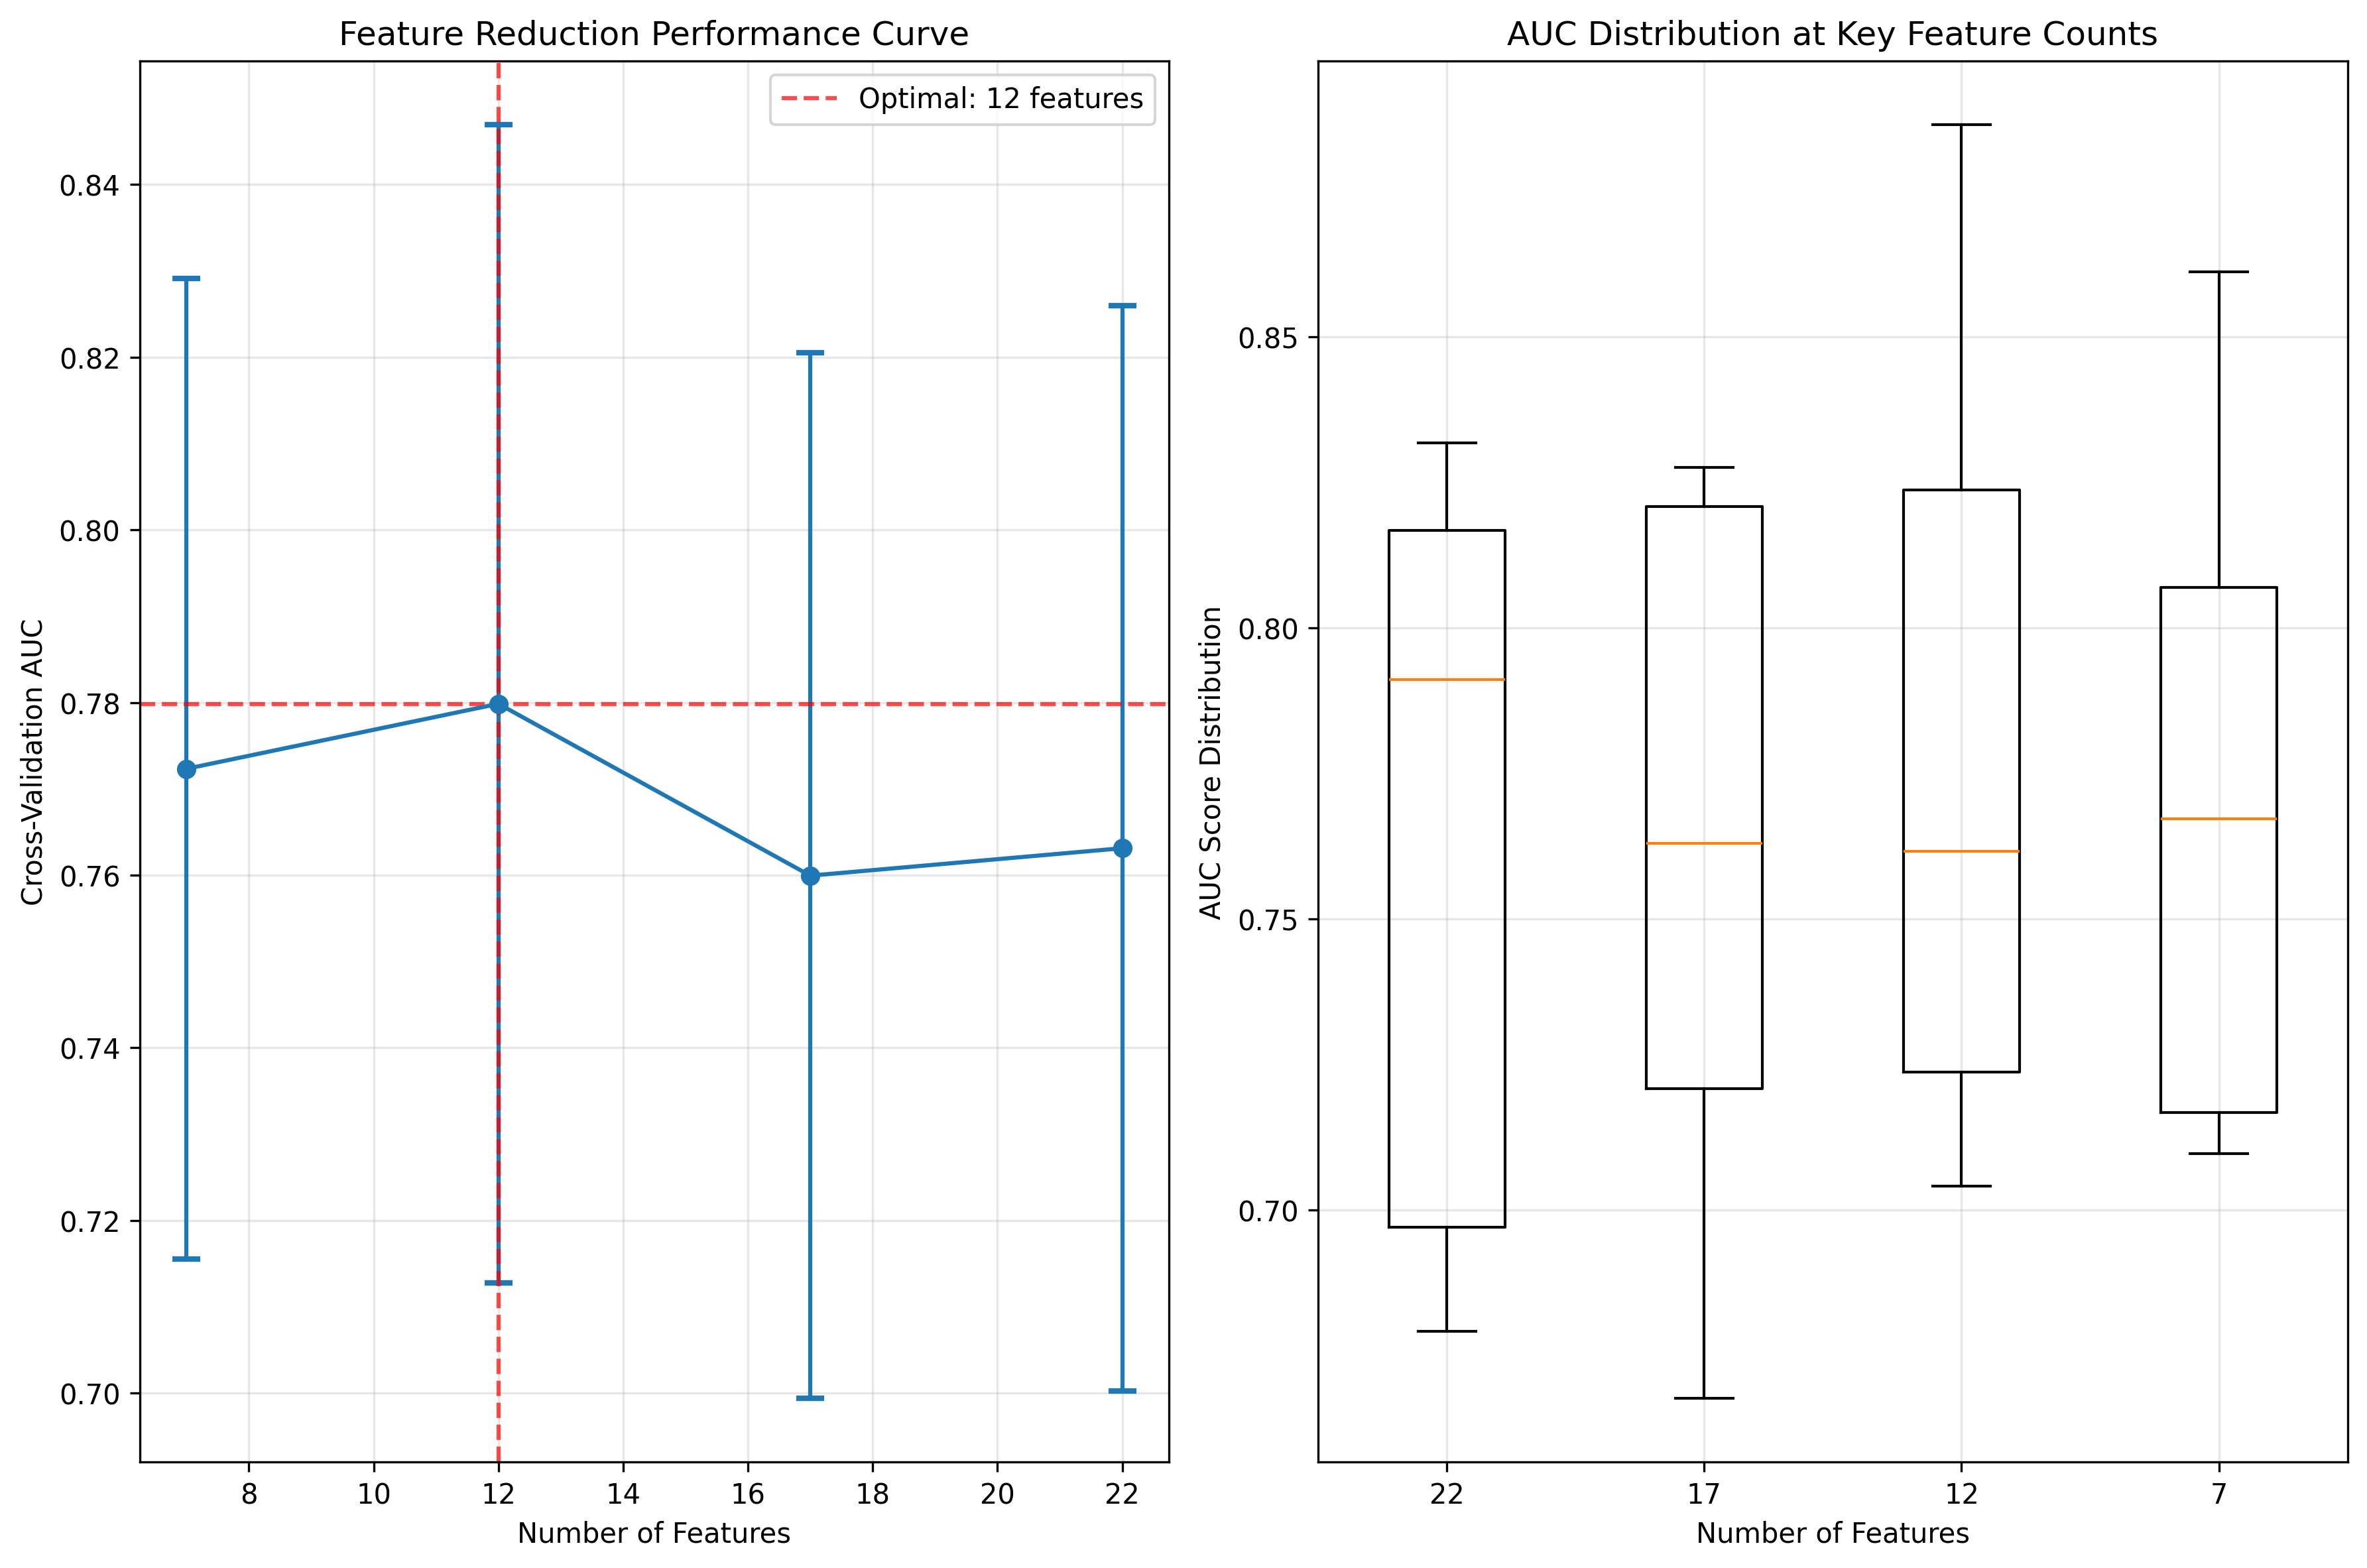 Feature Reduction Performance Curve
Optimal: 12 features
Cross-Validation AUC
0.84
0.82
0.80
0.78
0.76
0.74
0.72
0.70
8 10 12 14 16 18 20 22
Number of Features
AUC Distribution at Key Feature Counts
AUC Score Distribution
0.85
0.80
0.75
0.70
22 17 12 7
Number of Features